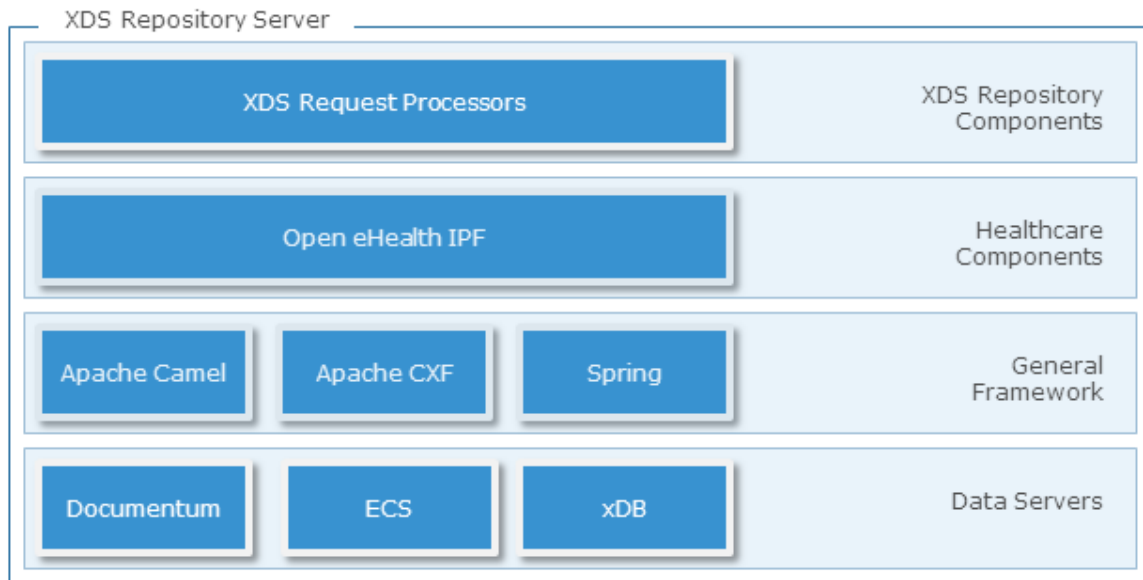 XDS Repository Server
XDS Request Processors
XDS Repository
Components
Open eHealth IPF
Healthcare
Components
Apache Camel
Apache CXF
Spring
General
Framework
Documentum
ECS
xDB
Data Servers